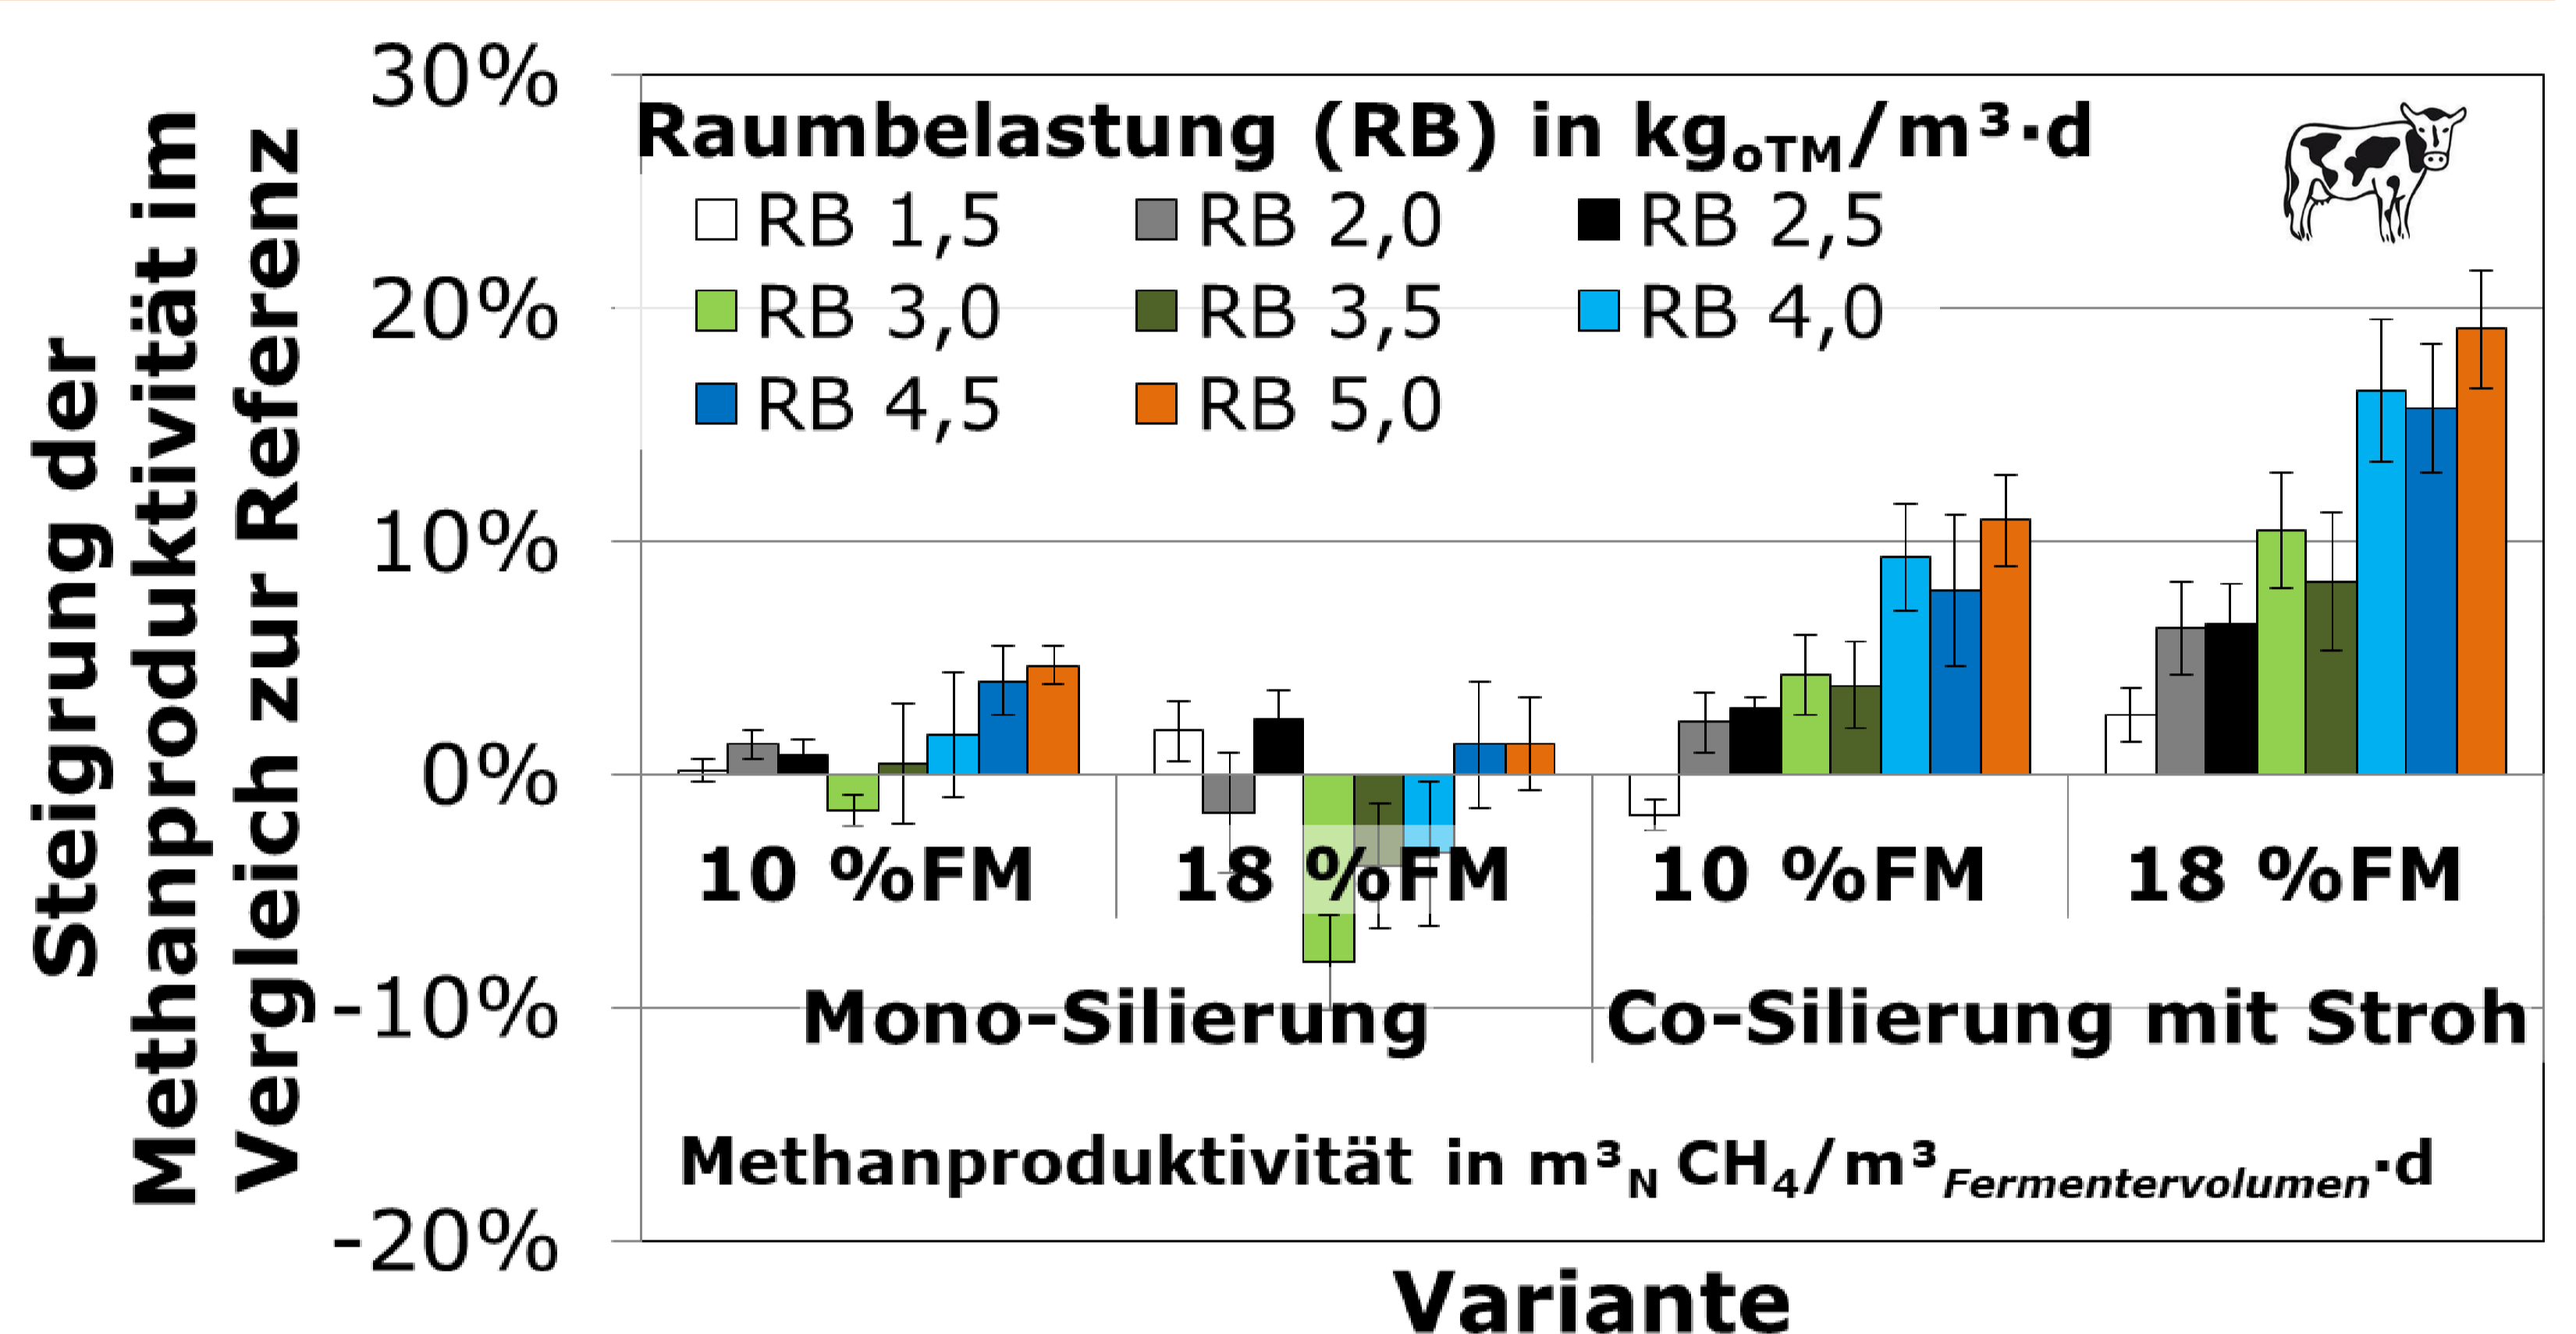 Steigrung der
Methanproduktivität im
Vergleich zur Referenz
30%
20%
10%
0%
-10%
-20%
Raumbelastung (RB) in kgoTM/m³·d
RB 1,5 RB 2,0 RB 2,5
RB 3,0 RB 3,5 RB 4,0
RB 4,5 RB 5,0
10 %FM 18 %FM 10 %FM 18 %FM
Mono-Silierung Co-Silierung mit Stroh
Methanproduktivität in m³N CH4/m³Fermentervolumen·d
Variante